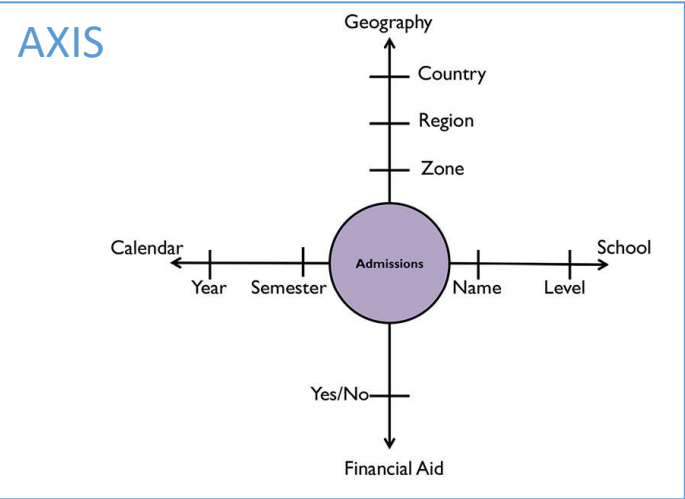 AXIS
Geography
Country
Region
Zone
Calendar
School
Admissions
Year
Semester
Name
Level
Yes/No
Financial Aid